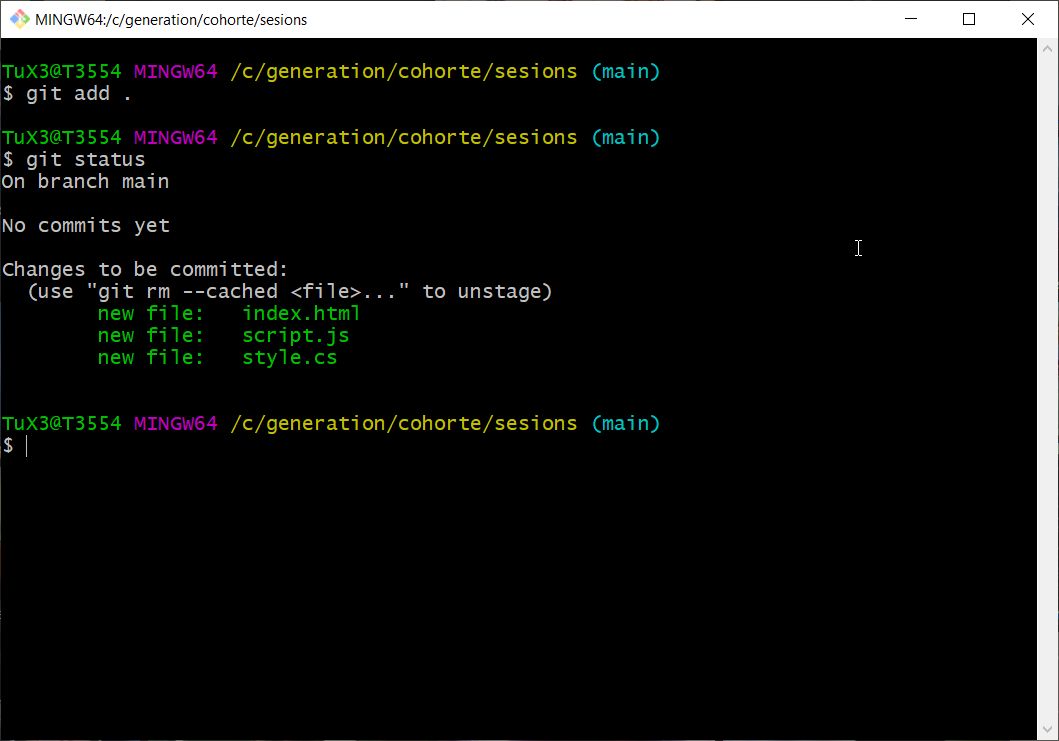 MINGW64:/c/generation/cohorte/sesions
TuX3@T3554 MINGW64 /c/generation/cohorte/sesions (main)
$ git add .
TuX3@T3554 MINGW64 /c/generation/cohorte/sesions (main)
$ git status
On branch main
No commits yet
Changes to be committed:
  (use "git rm --cached <file>..." to unstage)
        new file:   index.html
        new file:   script.js
        new file:   style.cs
TuX3@T3554 MINGW64 /c/generation/cohorte/sesions (main)
$